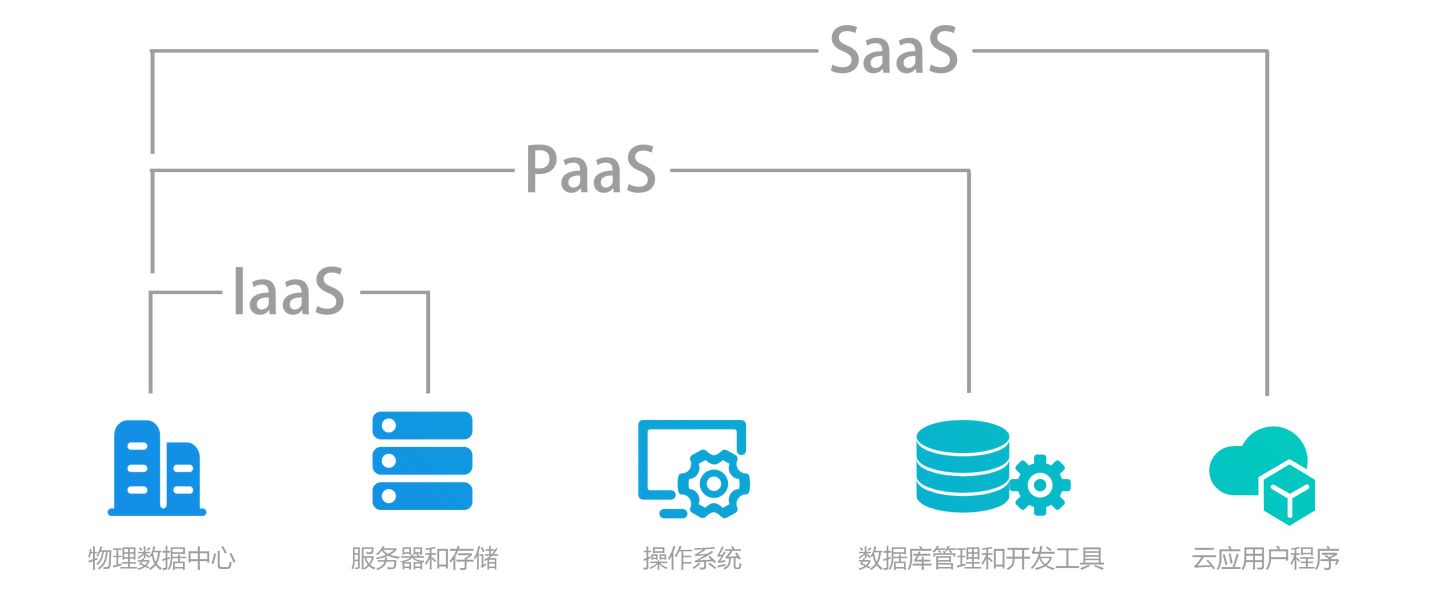 SaaS
PaaS
IaaS
物理数据中心
服务器和存储
操作系统
数据库管理和开发工具
云应用户程序